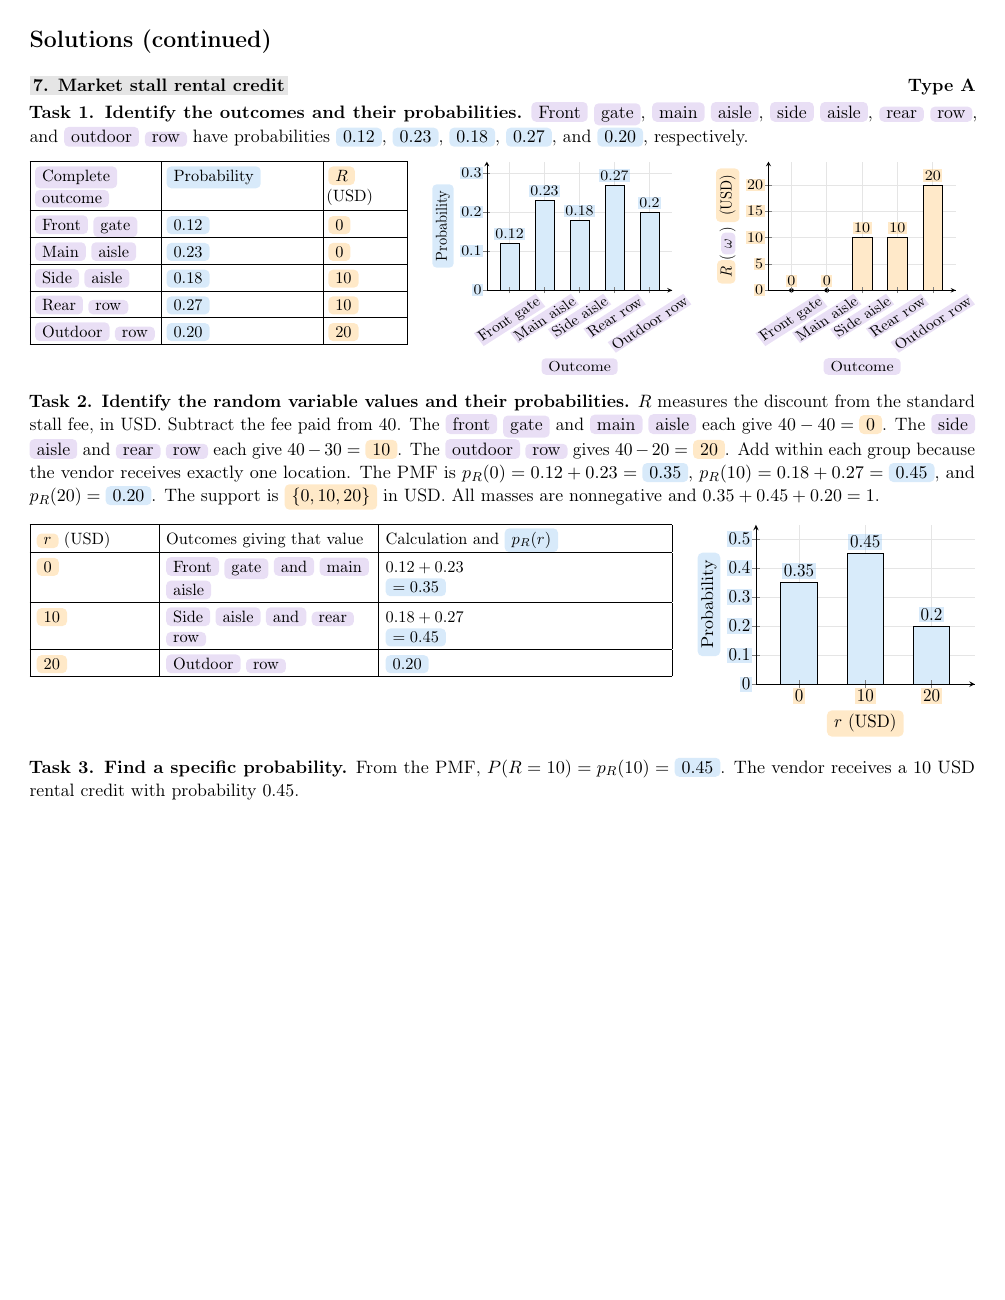 Solutions (continued)
7. Market stall rental credit Type A
Task 1. Identify the outcomes and their probabilities. Front gate, main aisle, side aisle, rear row,
and outdoor row have probabilities 0.12, 0.23, 0.18, 0.27, and 0.20, respectively.
Complete outcome Probability R (USD)
Front gate 0.12 0
Main aisle 0.23 0
Side aisle 0.18 10
Rear row 0.27 10
Outdoor row 0.20 20
Probability
0.3
0.2
0.1
0
0.12
0.23
0.18
0.27
0.2
Front gate
Main aisle
Side aisle
Rear row
Outdoor row
Outcome
R(ω) (USD)
20
15
10
5
0
0
0
10
10
20
Front gate
Main aisle
Side aisle
Rear row
Outdoor row
Outcome
Task 2. Identify the random variable values and their probabilities. R measures the discount from the standard
stall fee, in USD. Subtract the fee paid from 40. The front gate and main aisle each give 40 − 40 = 0. The side
aisle and rear row each give 40 − 30 = 10. The outdoor row gives 40 − 20 = 20. Add within each group because
the vendor receives exactly one location. The PMF is p_R(0) = 0.12 + 0.23 = 0.35, p_R(10) = 0.18 + 0.27 = 0.45, and
p_R(20) = 0.20. The support is {0, 10, 20} in USD. All masses are nonnegative and 0.35 + 0.45 + 0.20 = 1.
r (USD) Outcomes giving that value Calculation and p_R(r)
0 Front gate and main aisle 0.12 + 0.23 = 0.35
10 Side aisle and rear row 0.18 + 0.27 = 0.45
20 Outdoor row 0.20
Probability
0.5
0.4
0.3
0.2
0.1
0
0.35
0.45
0.2
0 10 20
r (USD)
Task 3. Find a specific probability. From the PMF, P(R = 10) = p_R(10) = 0.45. The vendor receives a 10 USD
rental credit with probability 0.45.